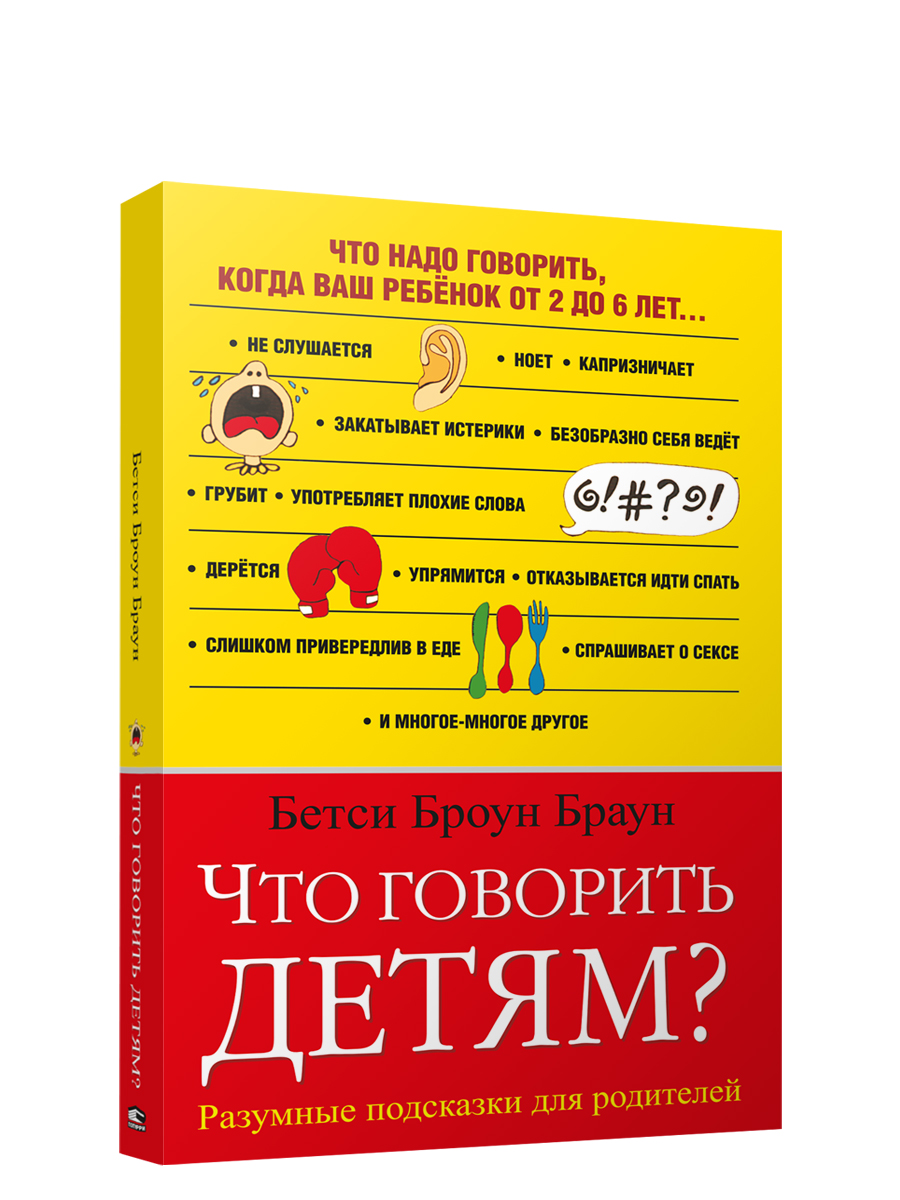 ЧТО НАДО ГОВОРИТЬ,
КОГДА ВАШ РЕБЁНОК ОТ 2 ДО 6 ЛЕТ...
• НЕ СЛУШАЕТСЯ • НОЕТ • КАПРИЗНИЧАЕТ
• ЗАКАТЫВАЕТ ИСТЕРИКИ • БЕЗОБРАЗНО СЕБЯ ВЕДЁТ
• ГРУБИТ • УПОТРЕБЛЯЕТ ПЛОХИЕ СЛОВА
!#?!
• ДЕРЁТСЯ • УПРЯМИТСЯ • ОТКАЗЫВАЕТСЯ ИДТИ СПАТЬ
• СЛИШКОМ ПРИВЕРЕДЛИВ В ЕДЕ • СПРАШИВАЕТ О СЕКСЕ
• И МНОГОЕ-МНОГОЕ ДРУГОЕ
Бетси Броун Браун
Что говорить
детям?
Разумные подсказки для родителей
Бетси Броун Браун
Что говорить детям?
ПОПУРРИ